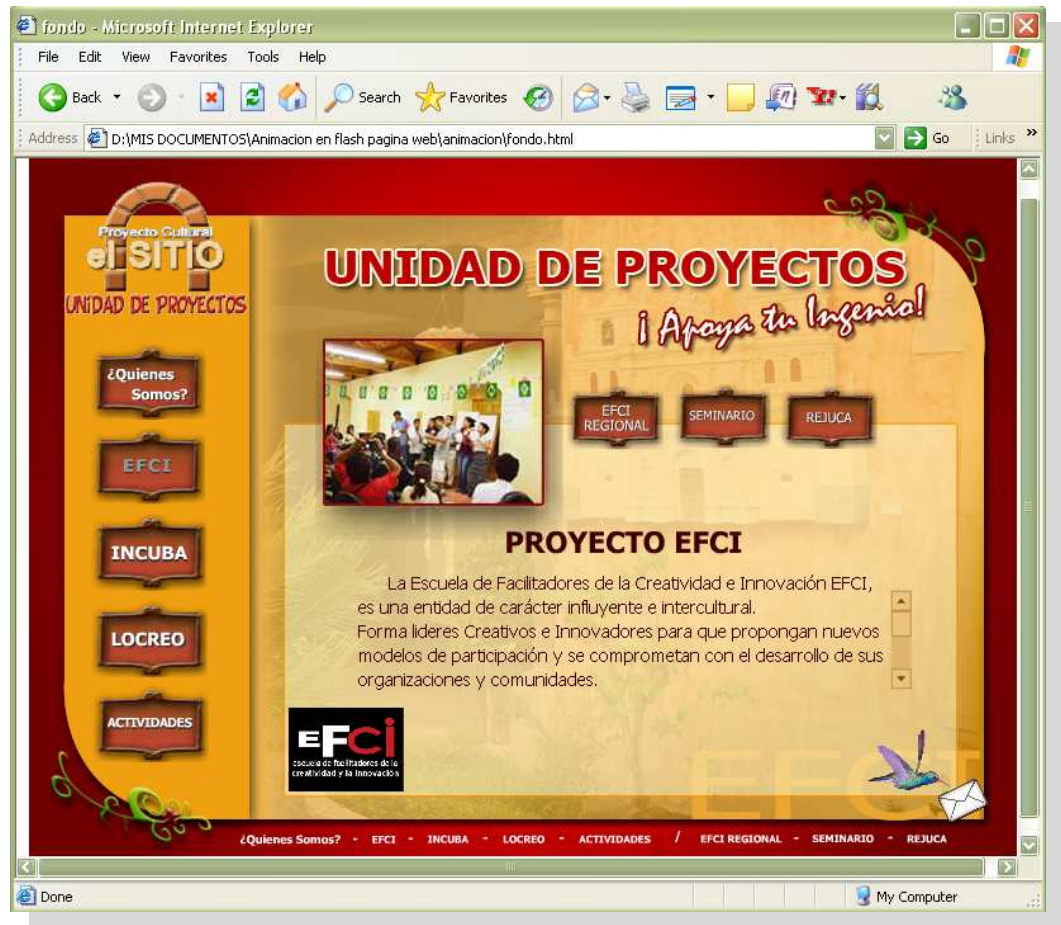 fondo - Microsoft Internet Explorer
File Edit View Favorites Tools Help
Back Search Favorites
Address D:\MIS DOCUMENTOS\Animacion en flash pagina web\animacion\fondo.html Go Links »
Proyecto Cultural
el SITIO
UNIDAD DE PROYECTOS
UNIDAD DE PROYECTOS
¡ Apoya tu Ingenio!
¿Quienes
Somos?
EFCI
INCUBA
LOCREO
ACTIVIDADES
EFCI
REGIONAL
SEMINARIO
REJUCA
PROYECTO EFCI
La Escuela de Facilitadores de la Creatividad e Innovación EFCI,
es una entidad de carácter influyente e intercultural.
Forma lideres Creativos e Innovadores para que propongan nuevos
modelos de participación y se comprometan con el desarrollo de sus
organizaciones y comunidades.
EFCi
escuela de facilitadores de la
creatividad y la innovación
EFCI
¿Quienes Somos? - EFCI - INCUBA - LOCREO - ACTIVIDADES / EFCI REGIONAL - SEMINARIO - REJUCA
Done My Computer